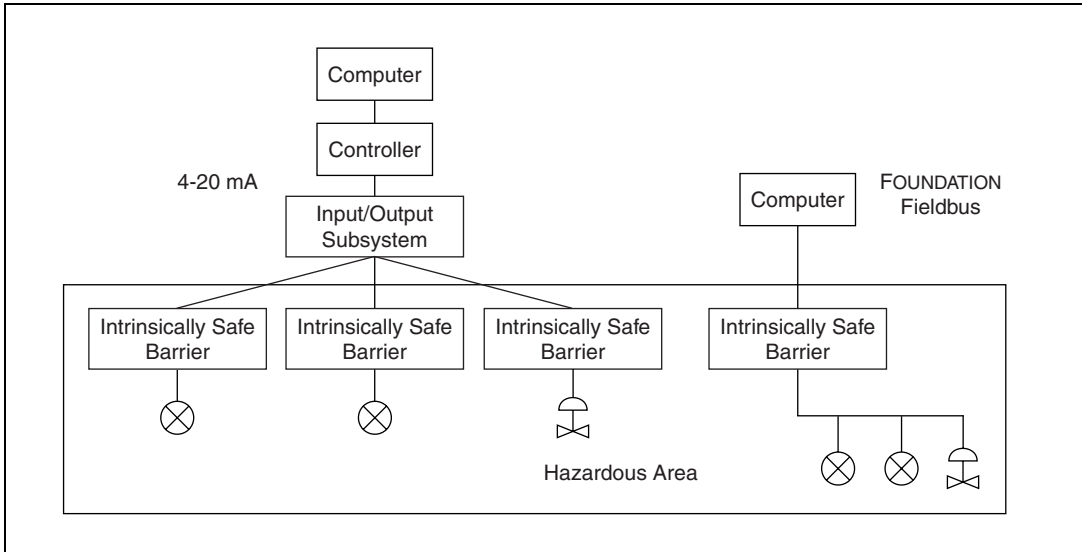 Computer
Controller
4-20 mA
Input/Output
Subsystem
Computer
FOUNDATION
Fieldbus
Intrinsically Safe
Barrier
Intrinsically Safe
Barrier
Intrinsically Safe
Barrier
Intrinsically Safe
Barrier
Hazardous Area